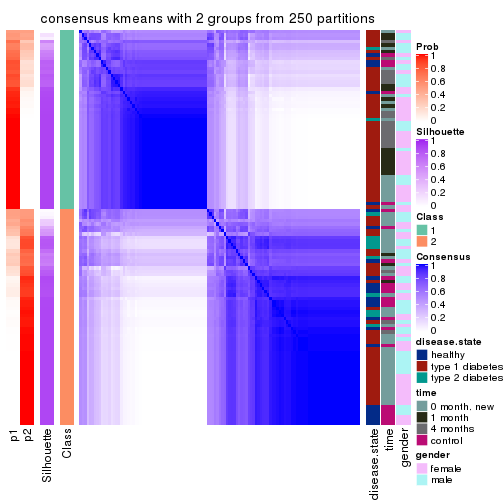 consensus kmeans with 2 groups from 250 partitions
Prob
1
0.8
0.6
0.4
0.2
0
Silhouette
1
0.8
0.6
0.4
0.2
0
Class
1
2
Consensus
1
0.8
0.6
0.4
0.2
0
disease.state
healthy
type 1 diabetes
type 2 diabetes
time
0 month. new
1 month
4 months
control
gender
female
male
p1
p2
Silhouette
Class
disease.state
time
gender